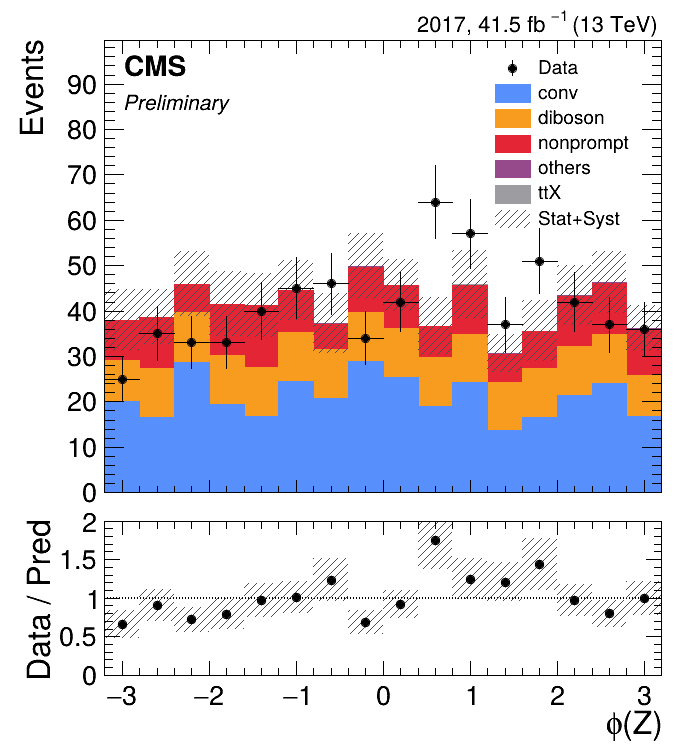 2017, 41.5 fb⁻¹ (13 TeV)
CMS
Preliminary
Events
Data
conv
diboson
nonprompt
others
ttX
Stat+Syst
90
80
70
60
50
40
30
20
10
0
Data / Pred
2
1.5
1
0.5
0
−3 −2 −1 0 1 2 3
ϕ(Z)